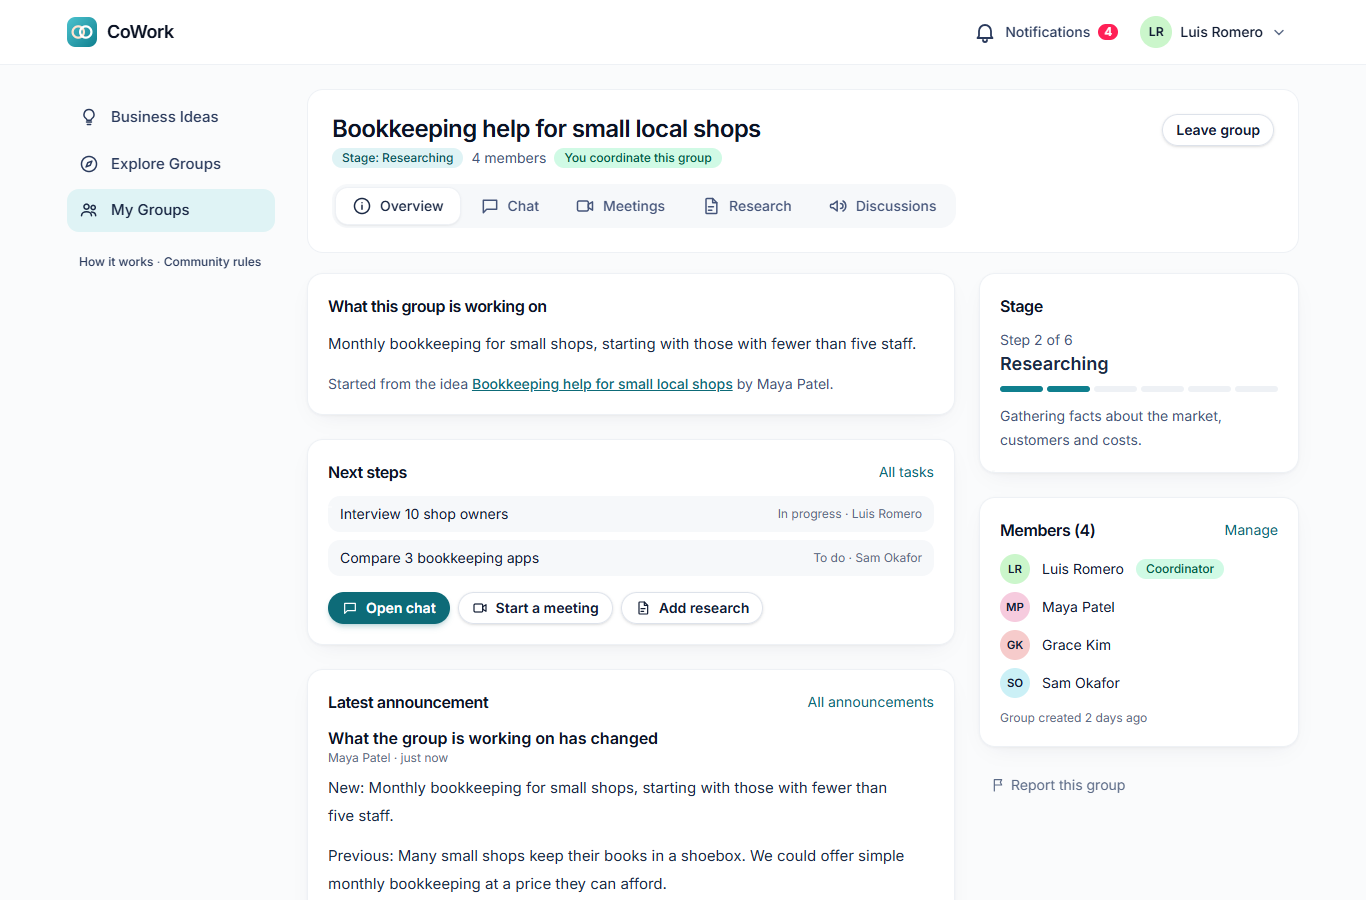 CoWork
Notifications 4
LR Luis Romero
Business Ideas
Explore Groups
My Groups
How it works · Community rules
Bookkeeping help for small local shops
Leave group
Stage: Researching 4 members You coordinate this group
Overview Chat Meetings Research Discussions
What this group is working on
Monthly bookkeeping for small shops, starting with those with fewer than five staff.
Started from the idea Bookkeeping help for small local shops by Maya Patel.
Next steps All tasks
Interview 10 shop owners In progress · Luis Romero
Compare 3 bookkeeping apps To do · Sam Okafor
Open chat Start a meeting Add research
Latest announcement All announcements
What the group is working on has changed
Maya Patel · just now
New: Monthly bookkeeping for small shops, starting with those with fewer than
five staff.
Previous: Many small shops keep their books in a shoebox. We could offer simple
monthly bookkeeping at a price they can afford.
Stage
Step 2 of 6
Researching
Gathering facts about the market,
customers and costs.
Members (4) Manage
LR Luis Romero Coordinator
MP Maya Patel
GK Grace Kim
SO Sam Okafor
Group created 2 days ago
Report this group